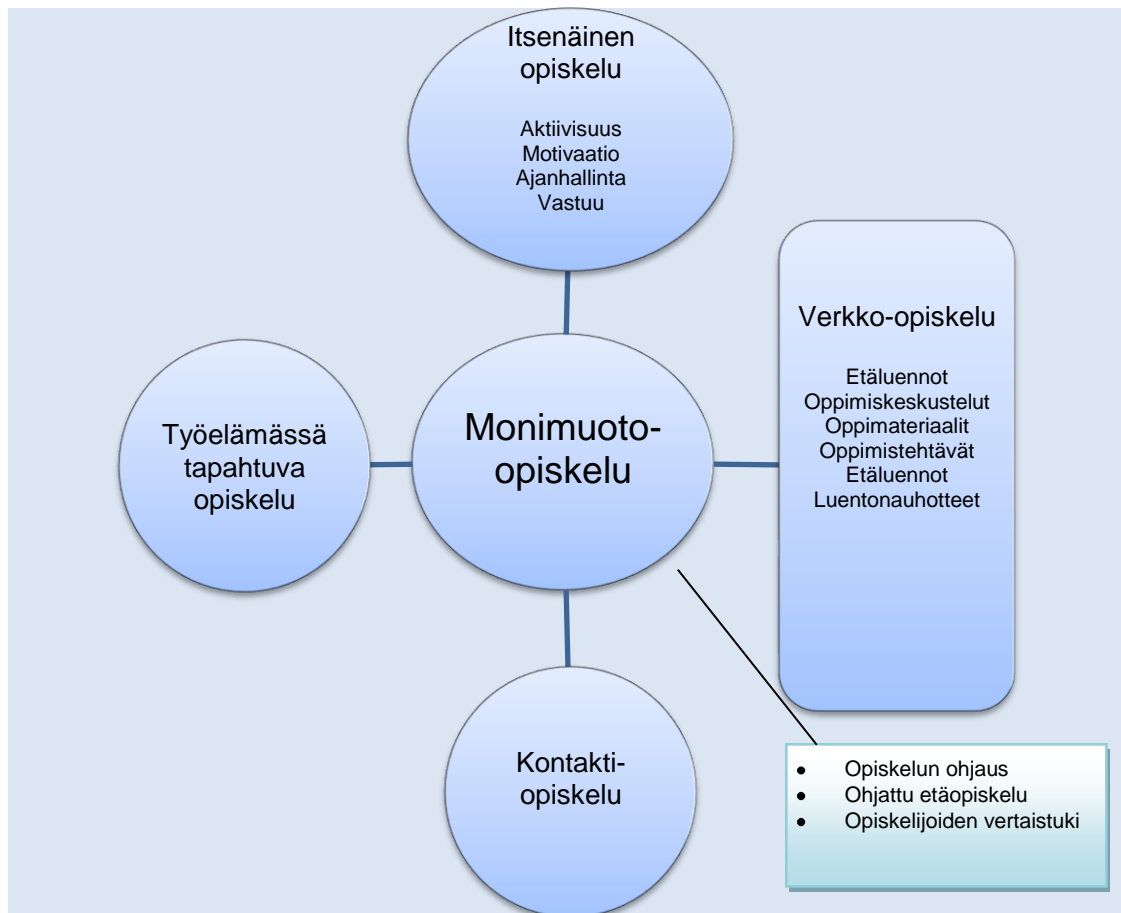 Itsenäinen
opiskelu
Aktiivisuus
Motivaatio
Ajanhallinta
Vastuu
Verkko-opiskelu
Etäluennot
Oppimiskeskustelut
Oppimateriaalit
Oppimistehtävät
Etäluennot
Luentonauhotteet
Työelämässä
tapahtuva
opiskelu
Monimuoto-
opiskelu
Kontakti-
opiskelu
• Opiskelun ohjaus
• Ohjattu etäopiskelu
• Opiskelijoiden vertaistuki